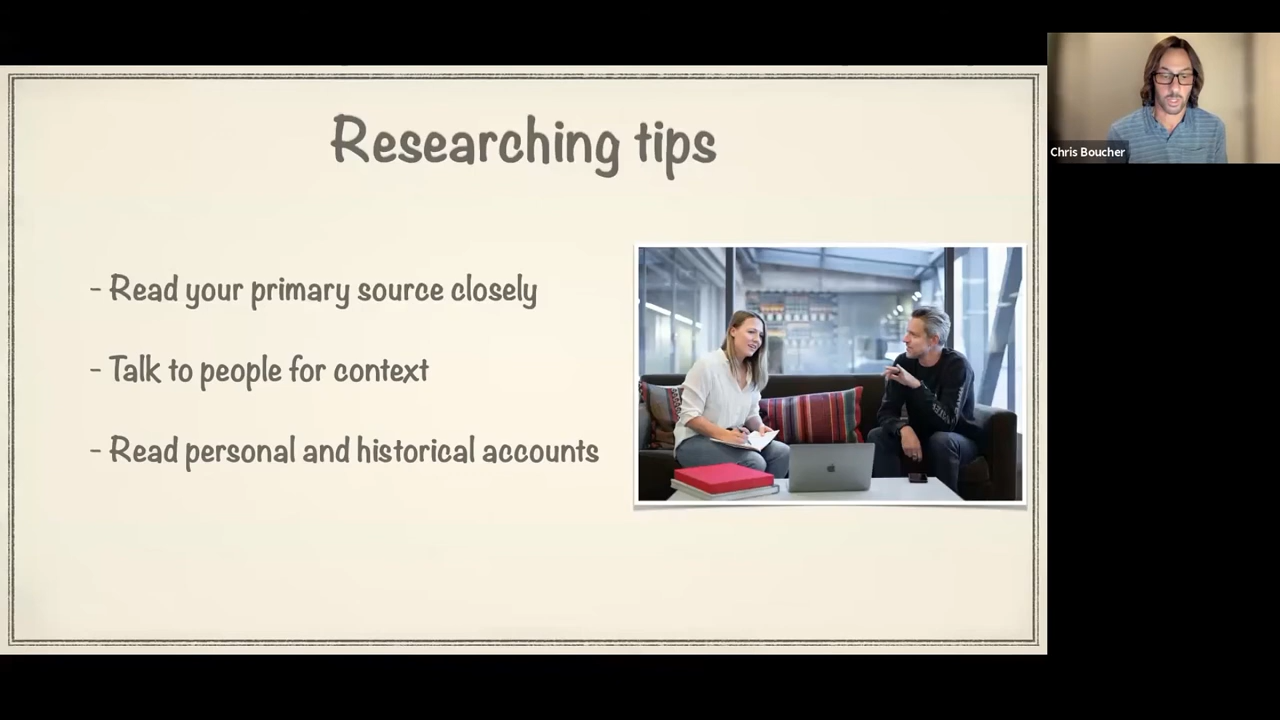 Researching tips
- Read your primary source closely
- Talk to people for context
- Read personal and historical accounts
Chris Boucher